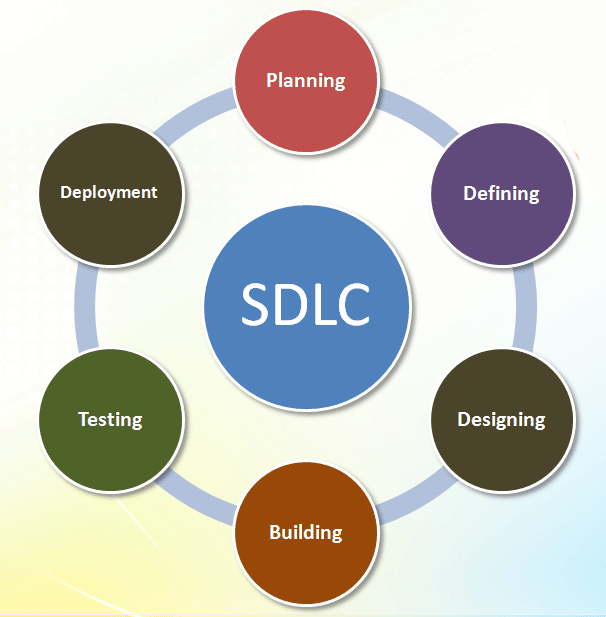 Planning
Defining
Designing
Building
Testing
Deployment
SDLC